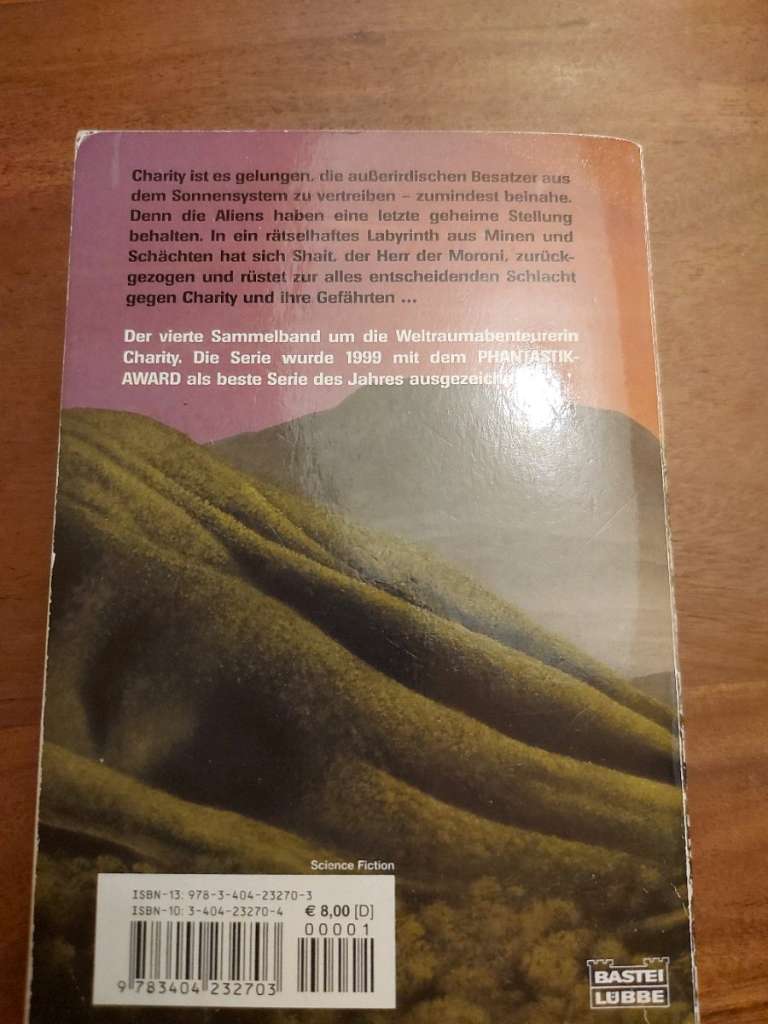 Charity ist es gelungen, die außerirdischen Besatzer aus
dem Sonnensystem zu vertreiben – zumindest beinahe.
Denn die Aliens haben eine letzte geheime Stellung
behalten. In ein rätselhaftes Labyrinth aus Minen und
Schächten hat sich Shait, der Herr der Moroni, zurück-
gezogen und rüstet zur alles entscheidenden Schlacht
gegen Charity und ihre Gefährten ...
Der vierte Sammelband um die Weltraumabenteurerin
Charity. Die Serie wurde 1999 mit dem PHANTASTIK-
AWARD als beste Serie des Jahres
Science Fiction
ISBN-13: 978-3-404-23270-3
ISBN-10: 3-404-23270-4 € 8,00 [D]
00001
9 783404 232703
BASTEI
LÜBBE